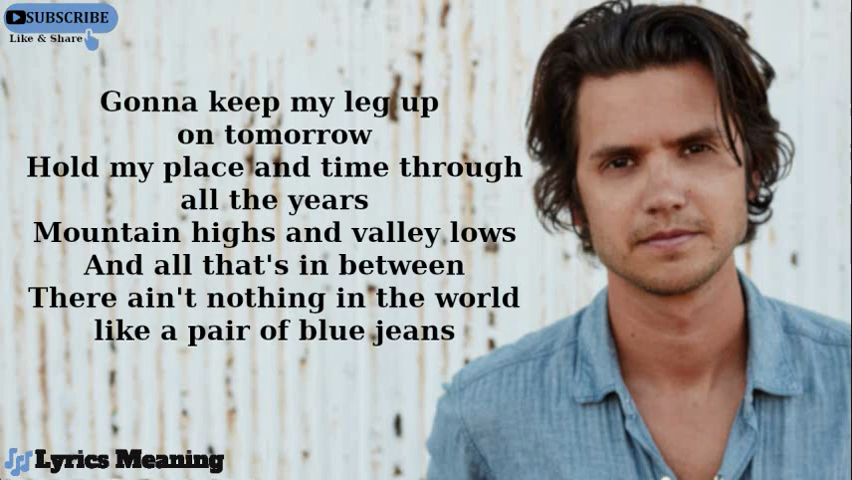 SUBSCRIBE
Like & Share
Gonna keep my leg up
on tomorrow
Hold my place and time through
all the years
Mountain highs and valley lows
And all that's in between
There ain't nothing in the world
like a pair of blue jeans
Lyrics Meaning